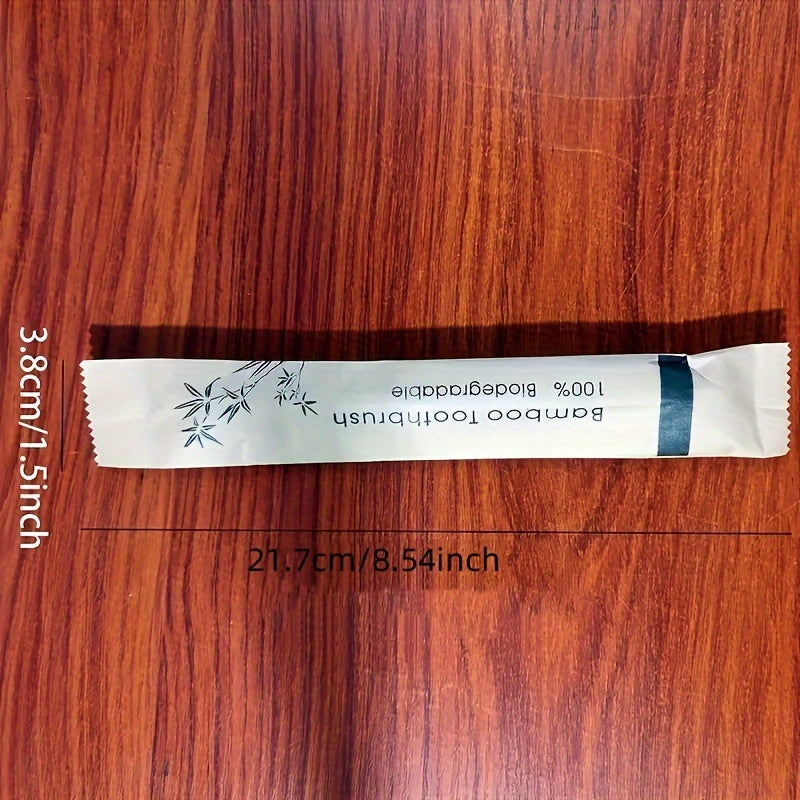 3.8cm/1.5inch
Bamboo Toothbrush
100% Biodegradable
21.7cm/8.54inch